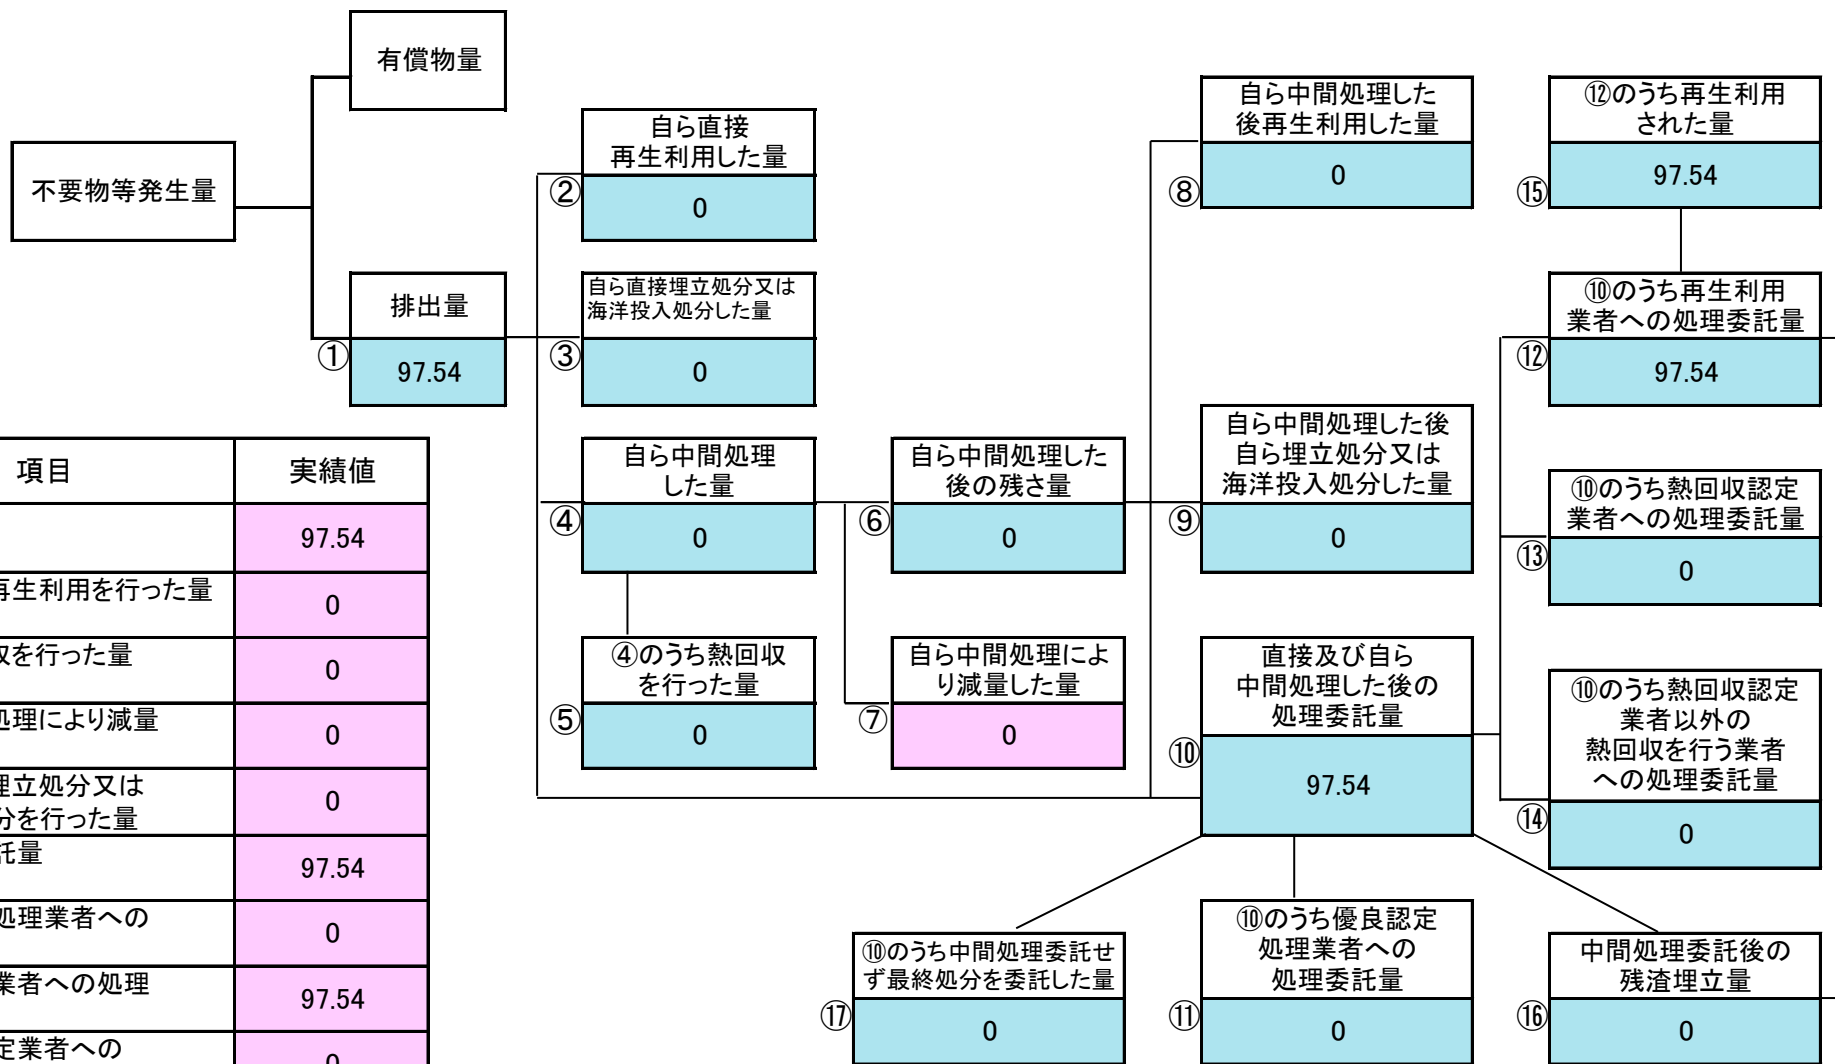 有償物量
不要物等発生量
排出量
①
97.54
自ら直接
再生利用した量
②
0
自ら直接埋立処分又は
海洋投入処分した量
③
0
自ら中間処理
した量
④
0
④のうち熱回収
を行った量
⑤
0
自ら中間処理した
後の残さ量
⑥
0
自ら中間処理によ
り減量した量
⑦
0
自ら中間処理した
後再生利用した量
⑧
0
自ら中間処理した後
自ら埋立処分又は
海洋投入処分した量
⑨
0
直接及び自ら
中間処理した後の
処理委託量
⑩
97.54
⑫のうち再生利用
された量
⑮
97.54
⑩のうち再生利用
業者への処理委託量
⑫
97.54
⑩のうち熱回収認定
業者への処理委託量
⑬
0
⑩のうち熱回収認定
業者以外の
熱回収を行う業者
への処理委託量
⑭
0
⑩のうち中間処理委託せ
ず最終処分を委託した量
⑰
0
⑩のうち優良認定
処理業者への
処理委託量
⑪
0
中間処理委託後の
残渣埋立量
⑯
0
項目 実績値
97.54
再生利用を行った量
0
を行った量
0
処理により減量
0
埋立処分又は
分を行った量
0
託量
97.54
処理業者への
0
業者への処理
97.54
定業者への
0